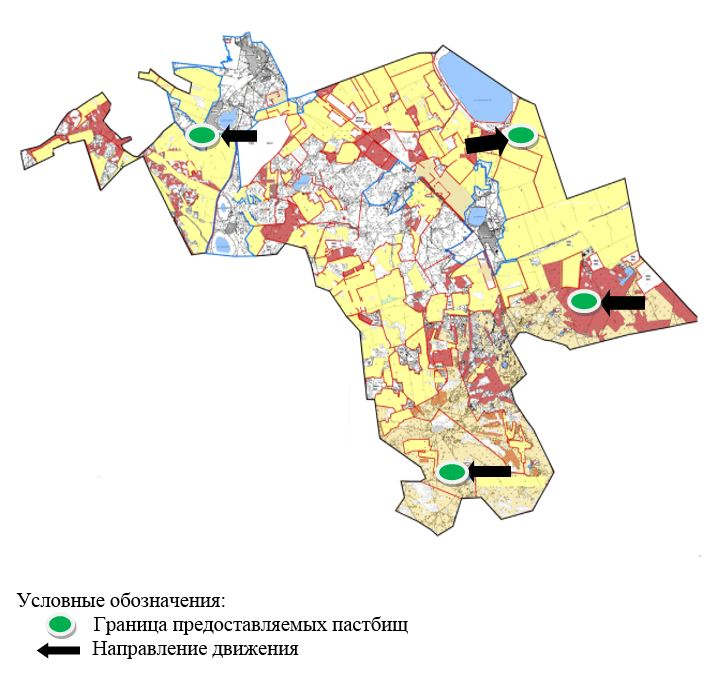 Условные обозначения:
Граница предоставляемых пастбищ
Направление движения